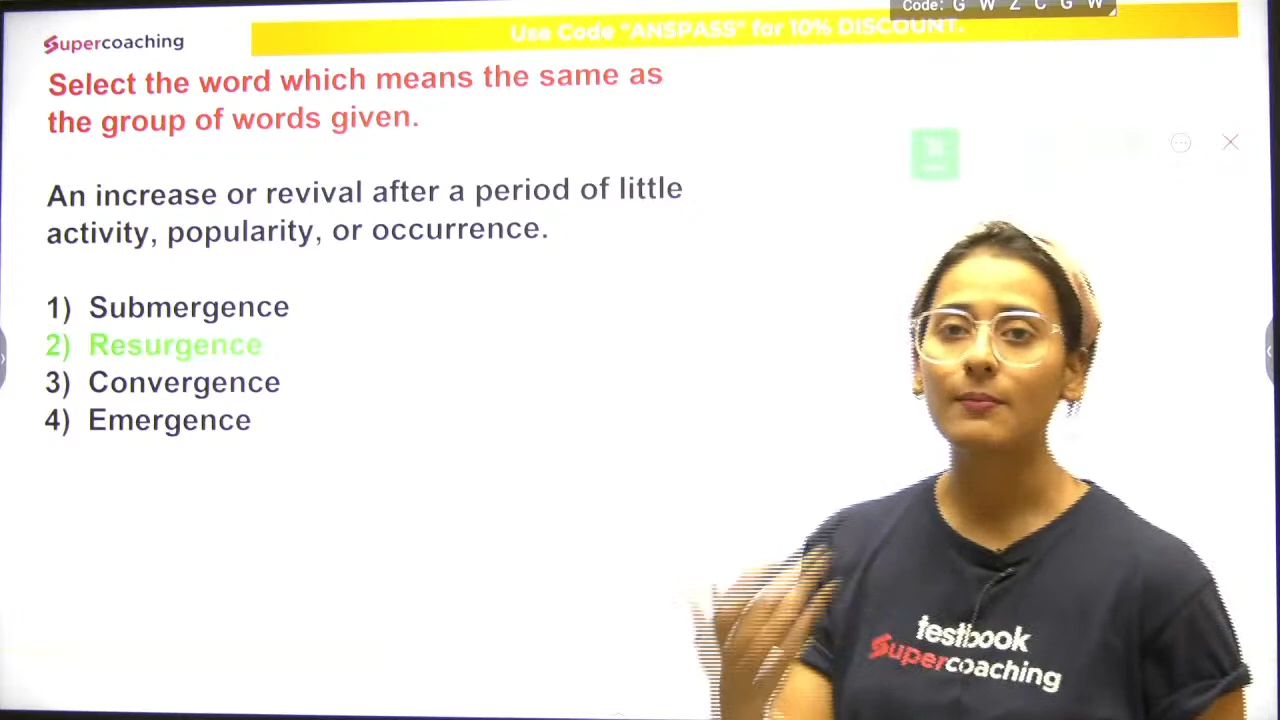 Code: G W Z C G W
Supercoaching
Use Code "ANSPASS" for 10% DISCOUNT.
Select the word which means the same as
the group of words given.
An increase or revival after a period of little
activity, popularity, or occurrence.
1) Submergence
2) Resurgence
3) Convergence
4) Emergence
testbook
Supercoaching